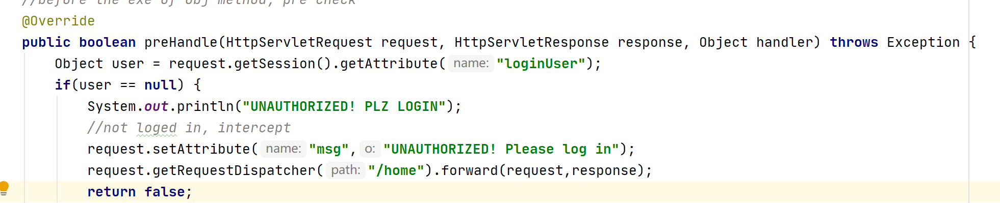 //before the exe of obj method, pre check
@Override
public boolean preHandle(HttpServletRequest request, HttpServletResponse response, Object handler) throws Exception {
Object user = request.getSession().getAttribute( name: "loginUser");
if(user == null) {
System.out.println("UNAUTHORIZED! PLZ LOGIN");
//not loged in, intercept
request.setAttribute( name: "msg", o: "UNAUTHORIZED! Please log in");
request.getRequestDispatcher( path: "/home").forward(request,response);
return false;